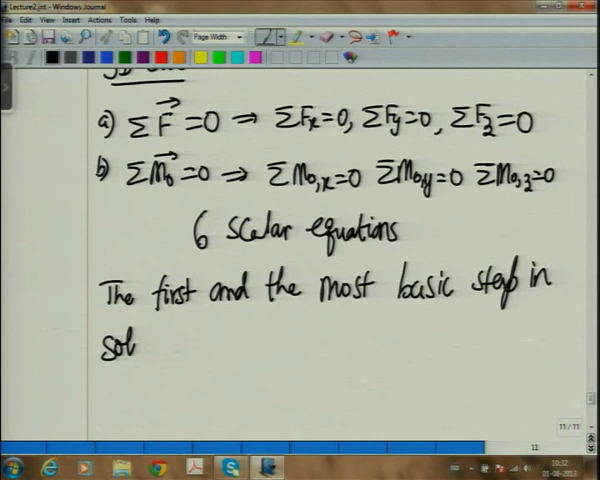 Lecture2.jnt - Windows Journal
File Edit View Insert Actions Tools Help
Page Width
a) ΣF⃗ =0 ⇒ ΣFx=0, ΣFy=0, ΣFz=0
b) ΣM⃗o =0 → ΣMo,x=0 ΣMo,y=0 ΣMo,z=0
6 scalar equations
The first and the most basic step in
sol
11/11
11
10:32
01-08-2013